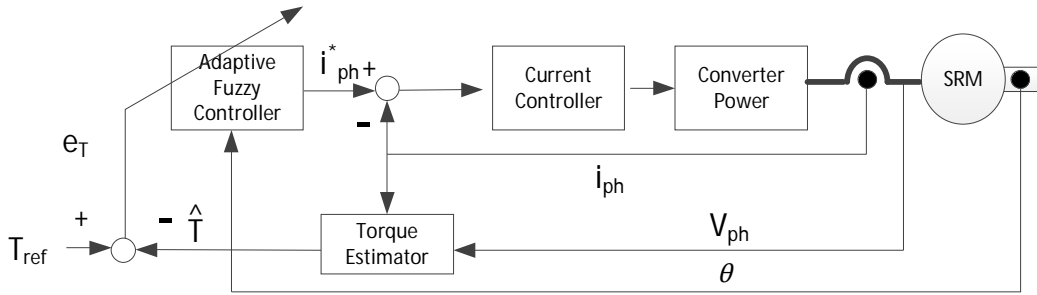 Adaptive
Fuzzy
Controller
i*ph
+
-
Current
Controller
Converter
Power
SRM
eT
iph
+
Tref
-
T̂
Torque
Estimator
Vph
θ